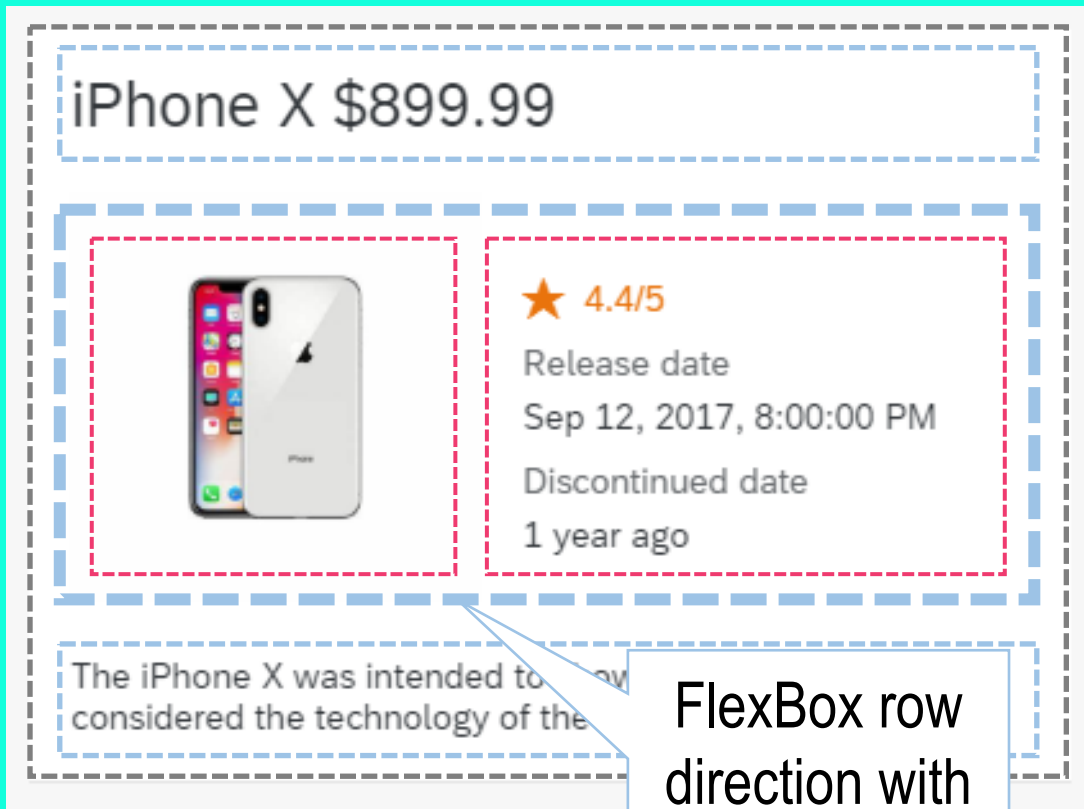 iPhone X $899.99
4.4/5
Release date
Sep 12, 2017, 8:00:00 PM
Discontinued date
1 year ago
The iPhone X was intended to
considered the technology of the
FlexBox row
direction with